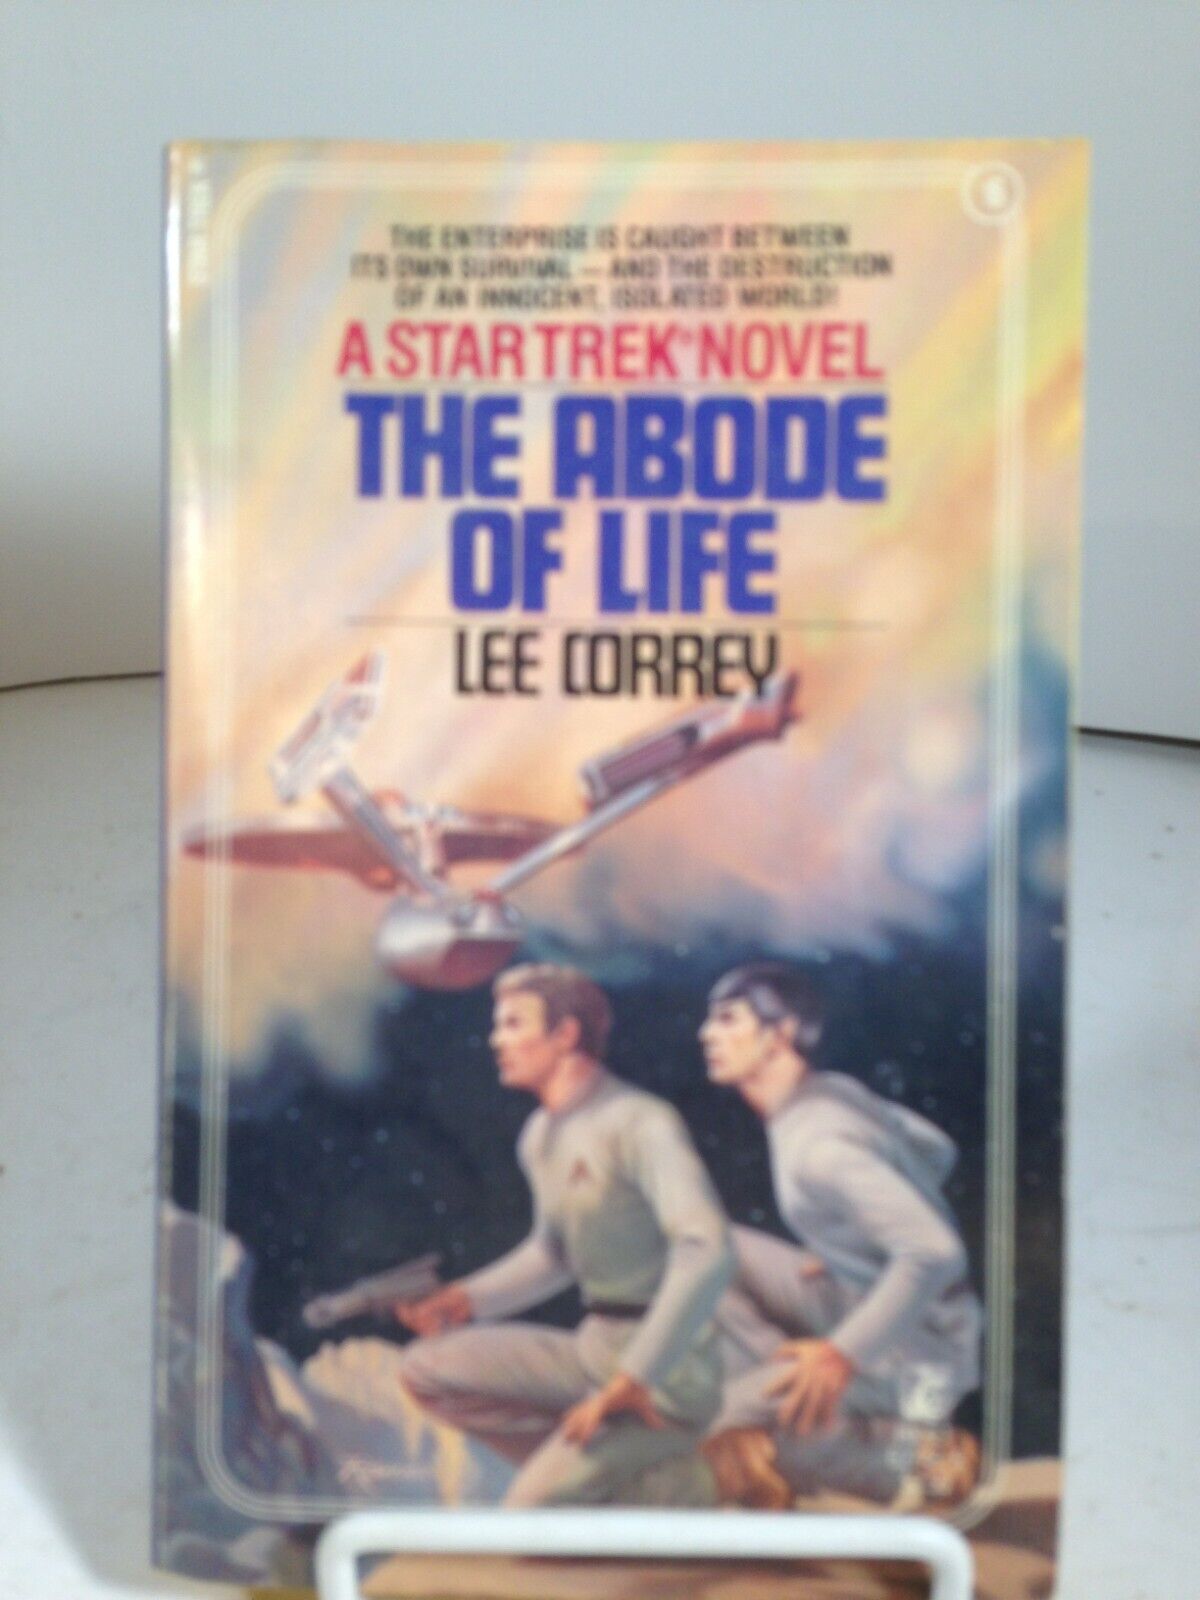 6
THE ENTERPRISE IS CAUGHT BETWEEN
ITS OWN SURVIVAL—AND THE DESTRUCTION
OF AN INNOCENT, ISOLATED WORLD!
A STAR TREK® NOVEL
THE ABODE
OF LIFE
LEE CORREY